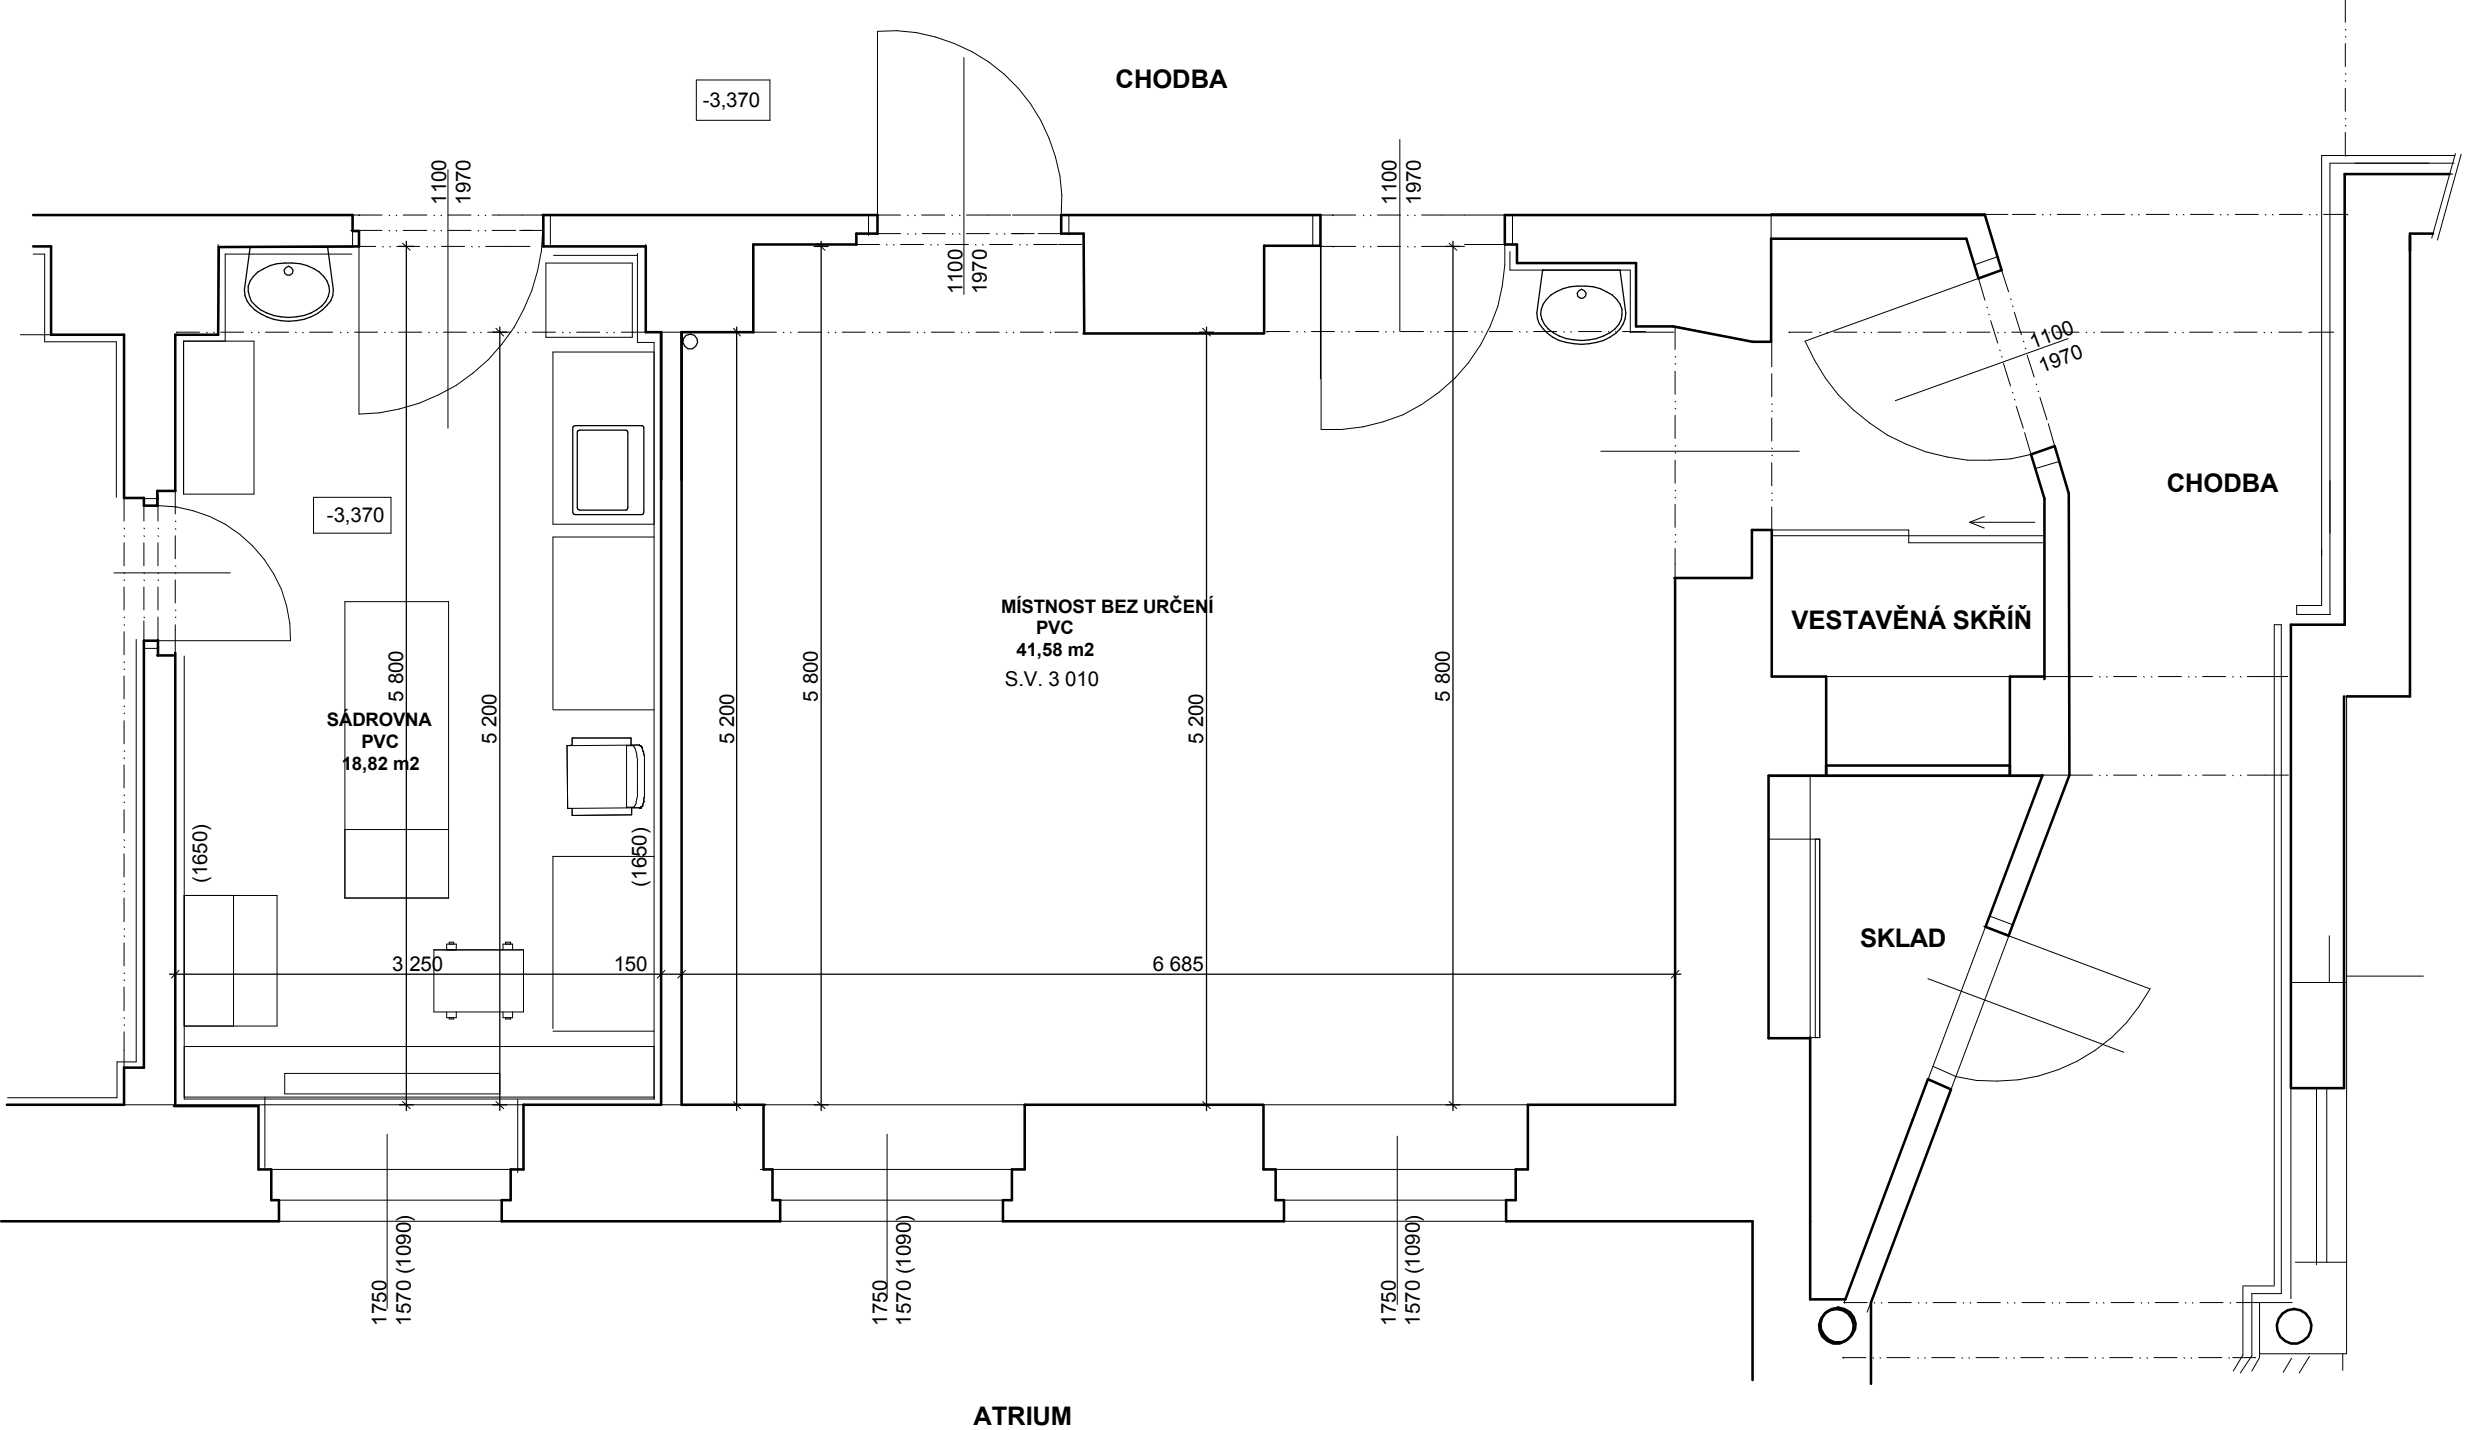 CHODBA
-3,370
1100
1970
1100
1970
1100
1970
1100
1970
CHODBA
-3,370
MÍSTNOST BEZ URČENÍ
PVC
41,58 m2
S.V. 3 010
VESTAVĚNÁ SKŘÍŇ
5 800
5 200
5 200
5 800
5 200
5 800
SÁDROVNA
PVC
18,82 m2
(1650)
(1650)
SKLAD
3 250
150
6 685
1750
1570 (1090)
1750
1570 (1090)
1750
1570 (1090)
ATRIUM